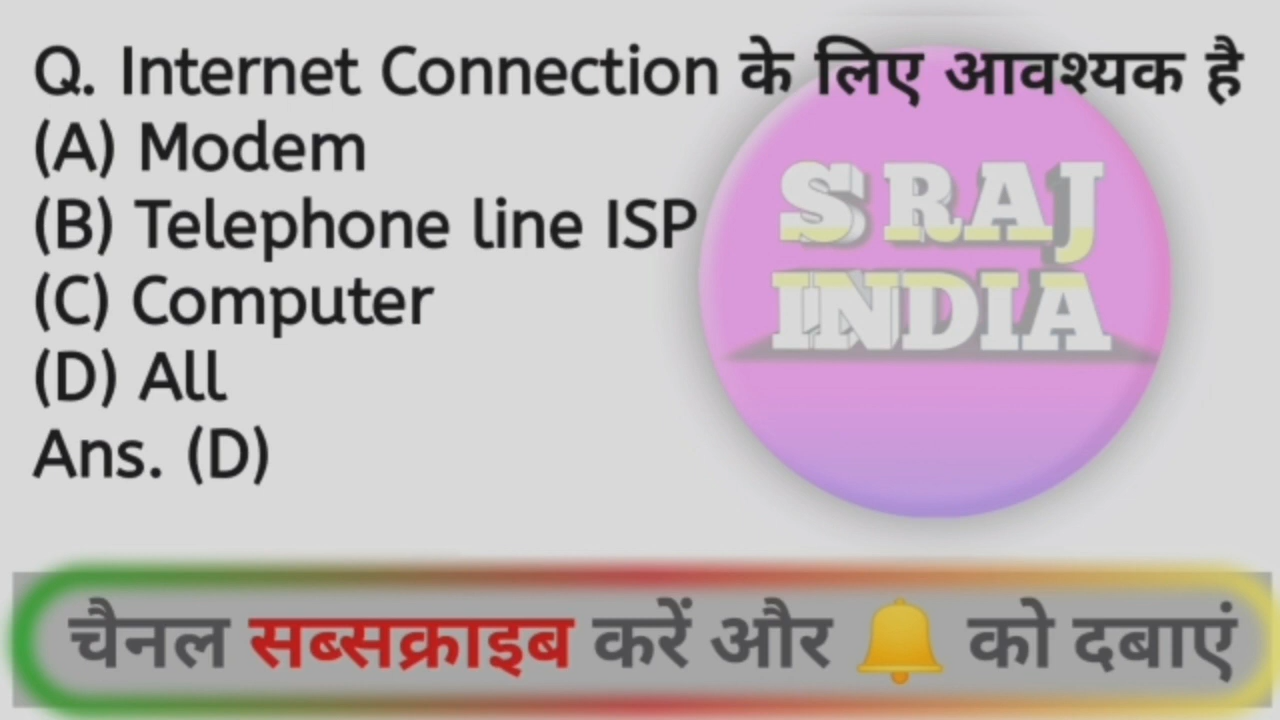 Q. Internet Connection के लिए आवश्यक है
(A) Modem
(B) Telephone line ISP
(C) Computer
(D) All
Ans. (D)
S RAJ
INDIA
चैनल सब्सक्राइब करें और को दबाएं